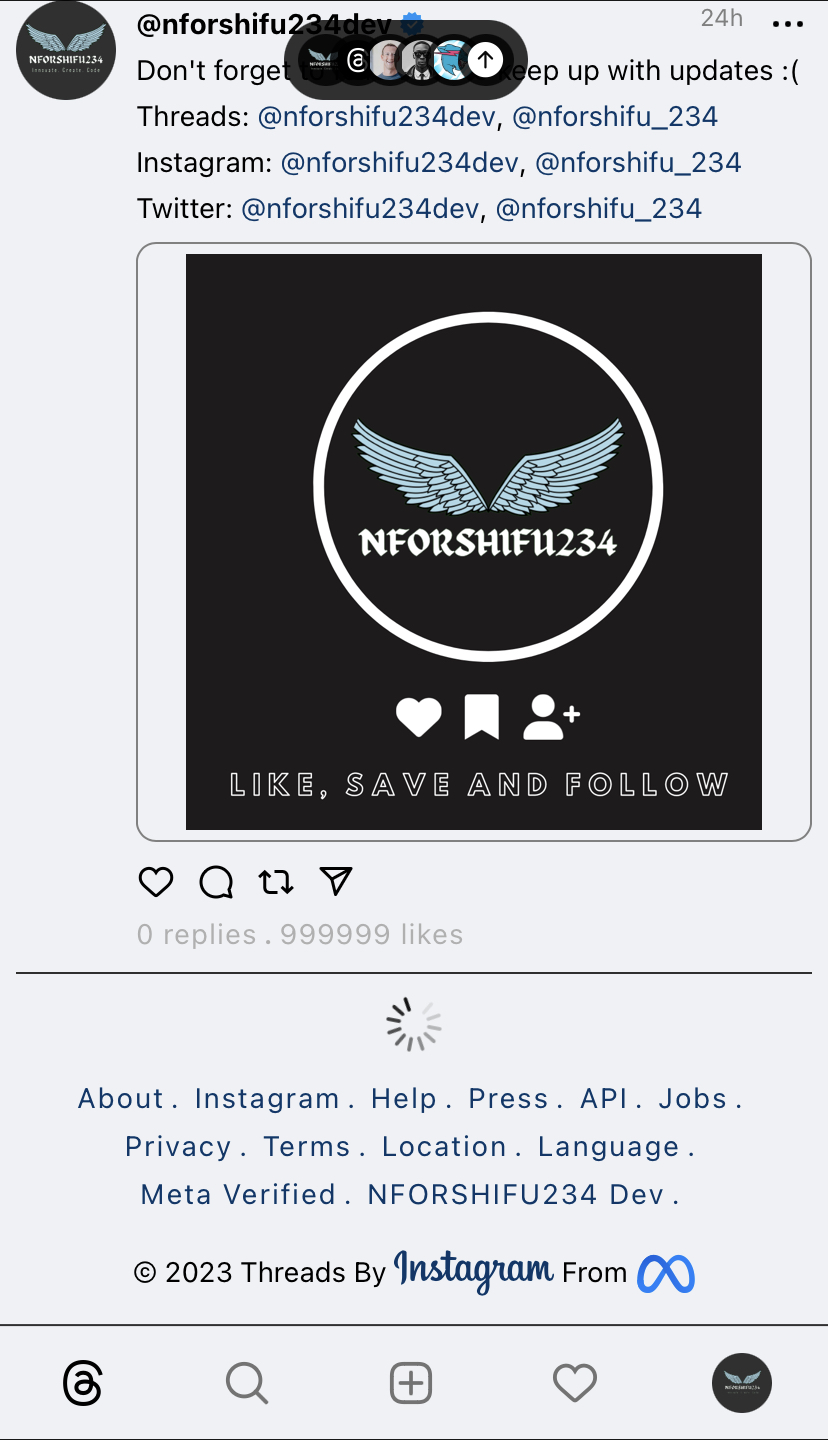 @nforshifu234dev
24h
Don't forget keep up with updates :(
Threads: @nforshifu234dev, @nforshifu_234
Instagram: @nforshifu234dev, @nforshifu_234
Twitter: @nforshifu234dev, @nforshifu_234
NFORSHIFU234
Innovate. Create. Code
NFORSHIFU234
LIKE, SAVE AND FOLLOW
0 replies . 999999 likes
About . Instagram . Help . Press . API . Jobs .
Privacy . Terms . Location . Language .
Meta Verified . NFORSHIFU234 Dev .
© 2023 Threads By Instagram From